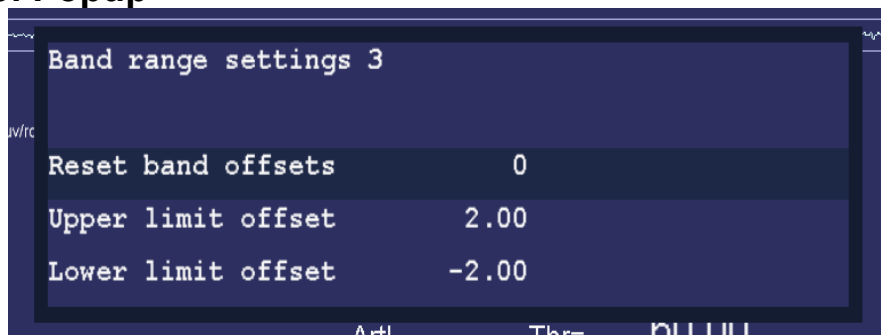 Band range settings 3
Reset band offsets 0
Upper limit offset 2.00
Lower limit offset -2.00